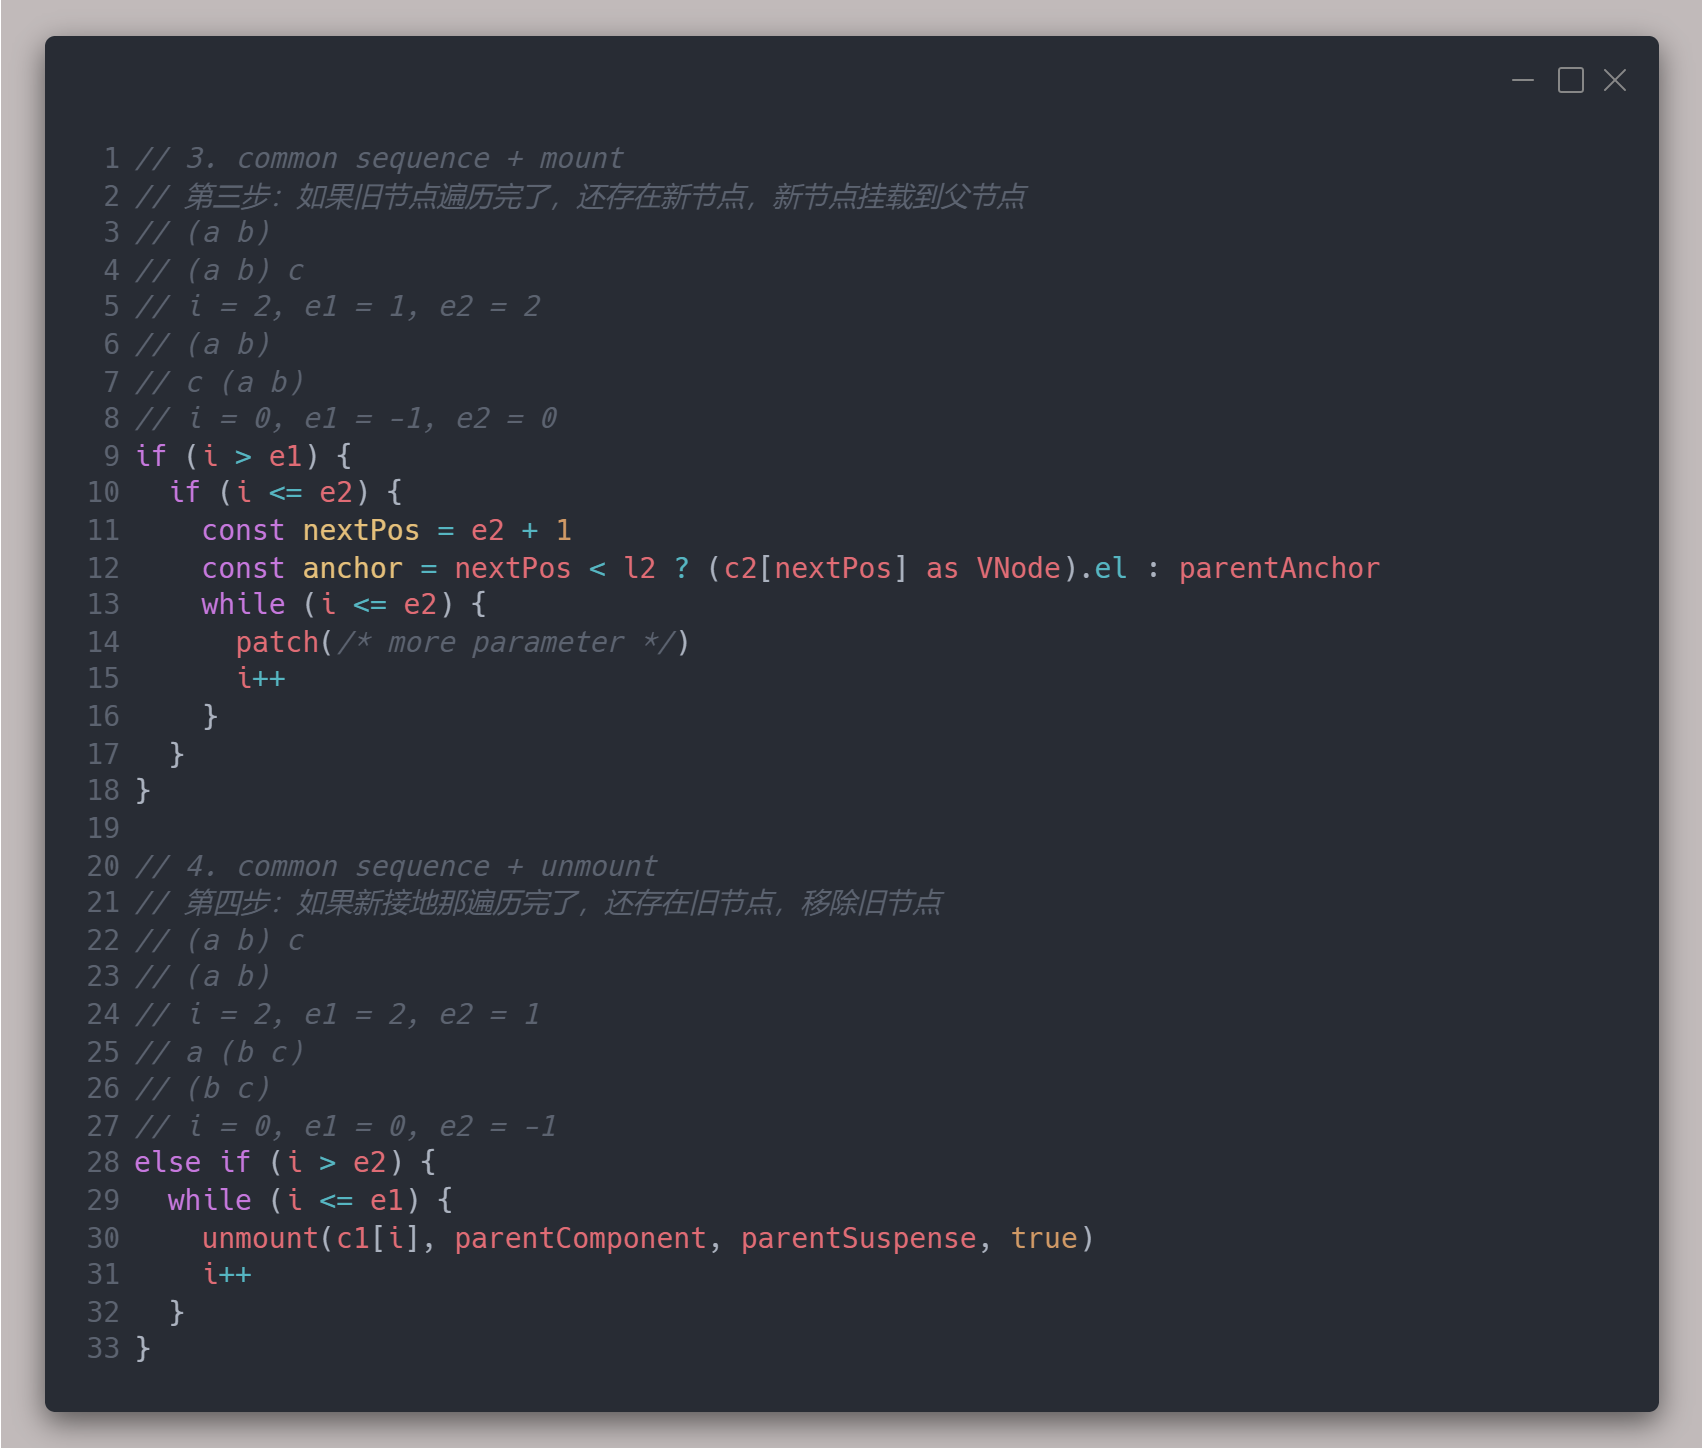 1 // 3. common sequence + mount
2 // 第三步：如果旧节点遍历完了，还存在新节点，新节点挂载到父节点
3 // (a b)
4 // (a b) c
5 // i = 2, e1 = 1, e2 = 2
6 // (a b)
7 // c (a b)
8 // i = 0, e1 = -1, e2 = 0
9 if (i > e1) {
10   if (i <= e2) {
11     const nextPos = e2 + 1
12     const anchor = nextPos < l2 ? (c2[nextPos] as VNode).el : parentAnchor
13     while (i <= e2) {
14       patch(/* more parameter */)
15       i++
16     }
17   }
18 }
19
20 // 4. common sequence + unmount
21 // 第四步：如果新接地那遍历完了，还存在旧节点，移除旧节点
22 // (a b) c
23 // (a b)
24 // i = 2, e1 = 2, e2 = 1
25 // a (b c)
26 // (b c)
27 // i = 0, e1 = 0, e2 = -1
28 else if (i > e2) {
29   while (i <= e1) {
30     unmount(c1[i], parentComponent, parentSuspense, true)
31     i++
32   }
33 }